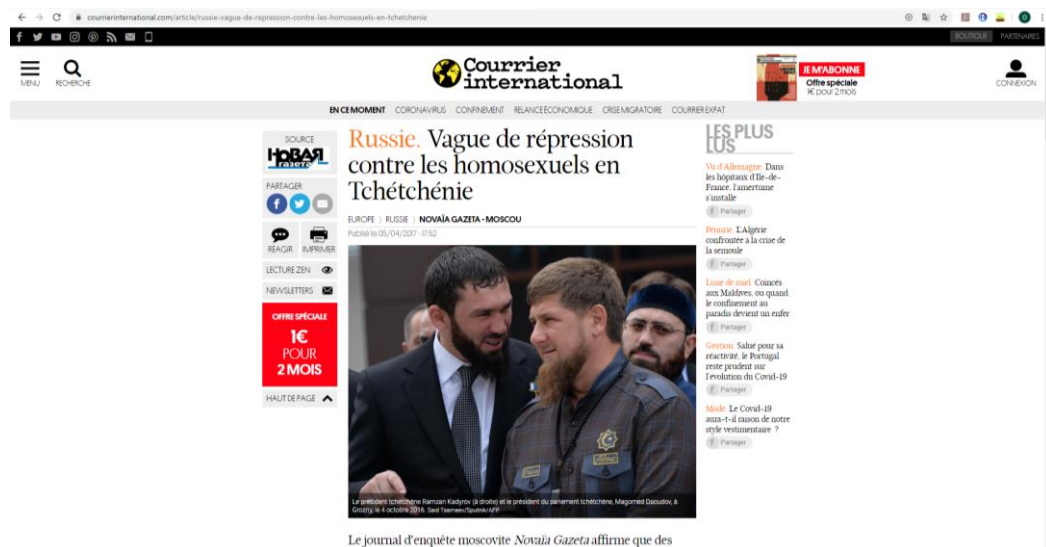 courrierinternational.com/article/russie-vague-de-repression-contre-les-homosexuels-en-tchetchenie
BOUTIQUE PARTENAIRES
MENU RECHERCHE
Courrier
international
JE M'ABONNE
Offre spéciale
1€ pour 2 mois
CONNEXION
EN CE MOMENT CORONAVIRUS CONFINEMENT RELANCE ÉCONOMIQUE CRISE MIGRATOIRE COURRIER EXPAT
SOURCE
НОВАЯ
ГАЗЕТА
PARTAGER
RÉAGIR IMPRIMER
LECTURE ZEN
NEWSLETTERS
OFFRE SPÉCIALE
1€
POUR
2 MOIS
HAUT DE PAGE
Russie. Vague de répression
contre les homosexuels en
Tchétchénie
EUROPE RUSSIE NOVAÏA GAZETA - MOSCOU
Publié le 05/04/2017 - 17:52
Le président tchétchène Ramzan Kadyrov (à droite) et le président du parlement tchétchène, Magomed Daoudov, à
Grozny, le 4 octobre 2016. Said Tsarnaev/Sputnik/AFP
Le journal d'enquête moscovite Novaïa Gazeta affirme que des
LES PLUS
LUS
Vu d'Allemagne. Dans
les hôpitaux d'Île-de-
France, l'amertume
s'installe
Partager
Pénurie. L'Algérie
confrontée à la crise de
la semoule
Partager
Lune de miel. Coincés
aux Maldives, ou quand
le confinement au
paradis devient un enfer
Partager
Gestion. Salué pour sa
réactivité, le Portugal
reste prudent sur
l'évolution du Covid-19
Partager
Mode. Le Covid-19
aura-t-il raison de notre
style vestimentaire ?
Partager